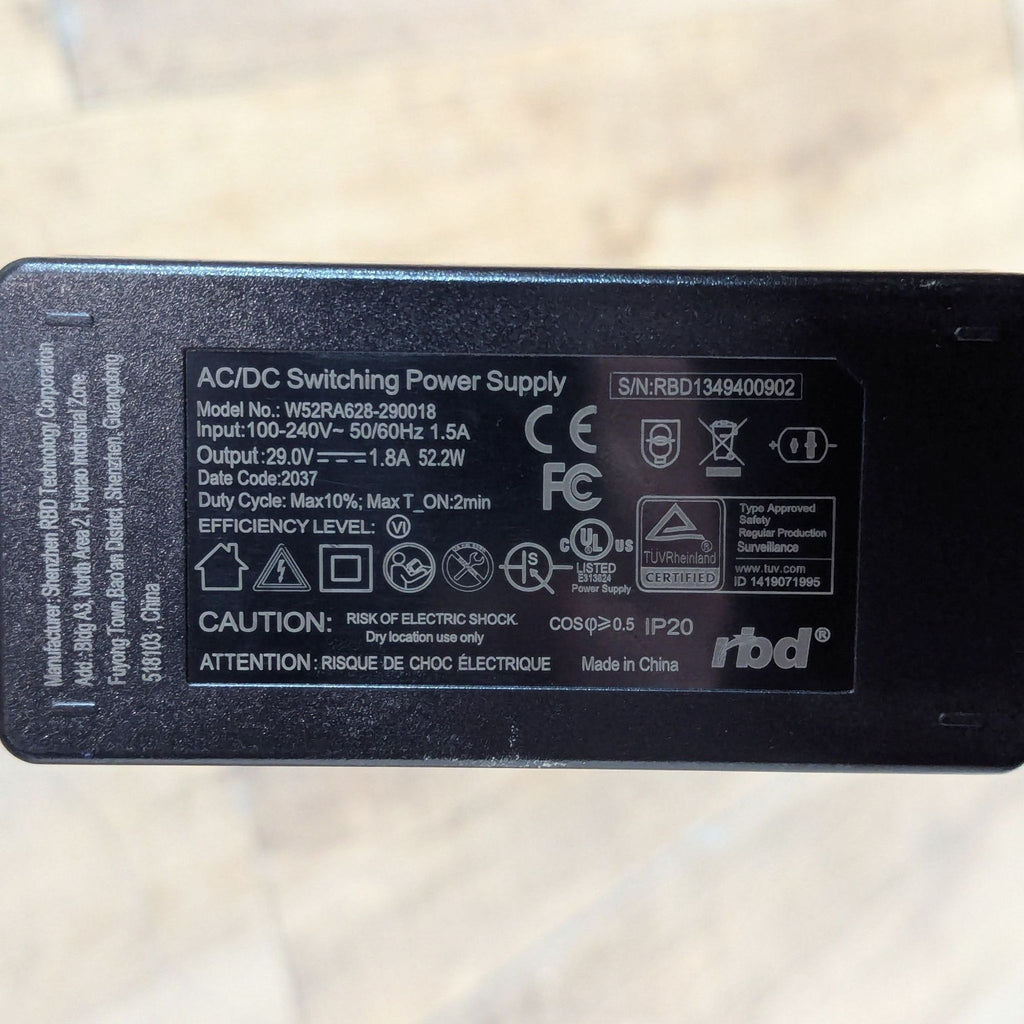 Manufacturer: Shenzhen RBD Technology Corporation
Add.: Bldg A3, North Area 2, Fuqiao Industrial Zone,
Fuyong Town,Bao'an District ,Shenzhen, Guangdong
518103 ,China
AC/DC Switching Power Supply
S/N:RBD1349400902
Model No.: W52RA628-290018
Input:100-240V~ 50/60Hz 1.5A
Output:29.0V⎓1.8A 52.2W
Date Code:2037
Duty Cycle: Max10%; Max T_ON:2min
EFFICIENCY LEVEL: VI
CE
FC
S
c UL US
LISTED
E313624
Power Supply
TÜVRheinland®
CERTIFIED
Type Approved
Safety
Regular Production
Surveillance
www.tuv.com
ID 1419071995
CAUTION: RISK OF ELECTRIC SHOCK.
Dry location use only
COSφ≥0.5 IP20
ATTENTION : RISQUE DE CHOC ÉLECTRIQUE
Made in China
rbd®